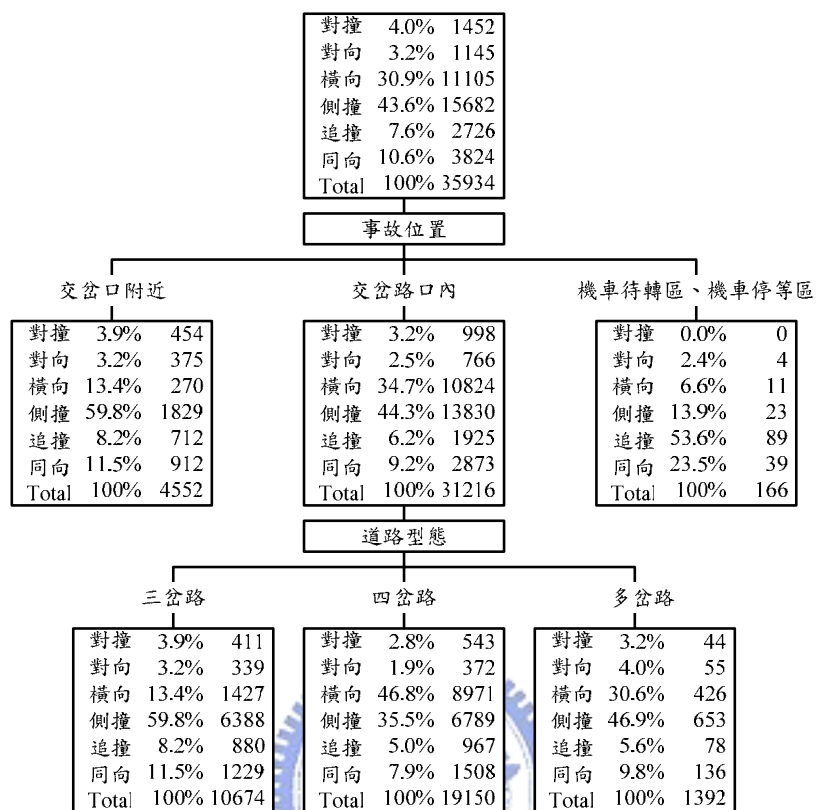 對撞 4.0% 1452
對向 3.2% 1145
橫向 30.9% 11105
側撞 43.6% 15682
追撞 7.6% 2726
同向 10.6% 3824
Total 100% 35934
事故位置
交岔口附近
對撞 3.9% 454
對向 3.2% 375
橫向 13.4% 270
側撞 59.8% 1829
追撞 8.2% 712
同向 11.5% 912
Total 100% 4552
交岔路口內
對撞 3.2% 998
對向 2.5% 766
橫向 34.7% 10824
側撞 44.3% 13830
追撞 6.2% 1925
同向 9.2% 2873
Total 100% 31216
機車待轉區、機車停等區
對撞 0.0% 0
對向 2.4% 4
橫向 6.6% 11
側撞 13.9% 23
追撞 53.6% 89
同向 23.5% 39
Total 100% 166
道路型態
三岔路
對撞 3.9% 411
對向 3.2% 339
橫向 13.4% 1427
側撞 59.8% 6388
追撞 8.2% 880
同向 11.5% 1229
Total 100% 10674
四岔路
對撞 2.8% 543
對向 1.9% 372
橫向 46.8% 8971
側撞 35.5% 6789
追撞 5.0% 967
同向 7.9% 1508
Total 100% 19150
多岔路
對撞 3.2% 44
對向 4.0% 55
橫向 30.6% 426
側撞 46.9% 653
追撞 5.6% 78
同向 9.8% 136
Total 100% 1392